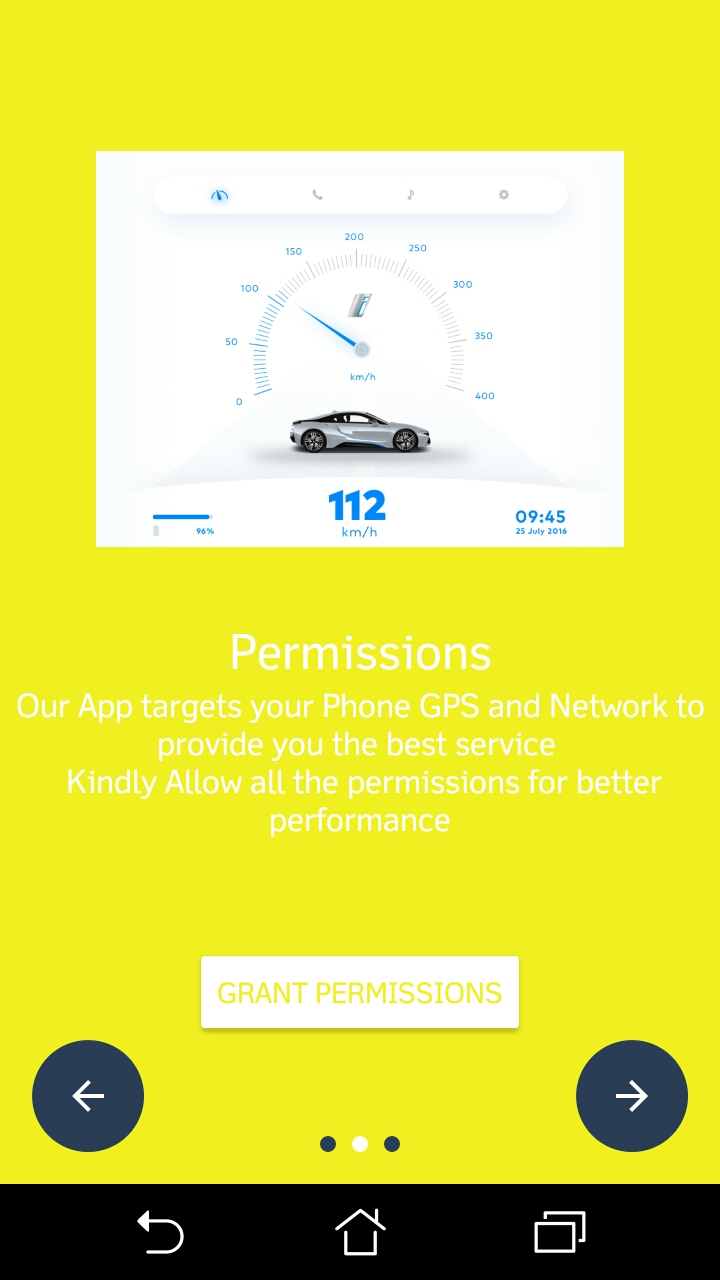 200
150
250
100
300
50
350
km/h
0
400
112
km/h
96%
09:45
25 July 2016
Permissions
Our App targets your Phone GPS and Network to
provide you the best service
Kindly Allow all the permissions for better
performance
GRANT PERMISSIONS